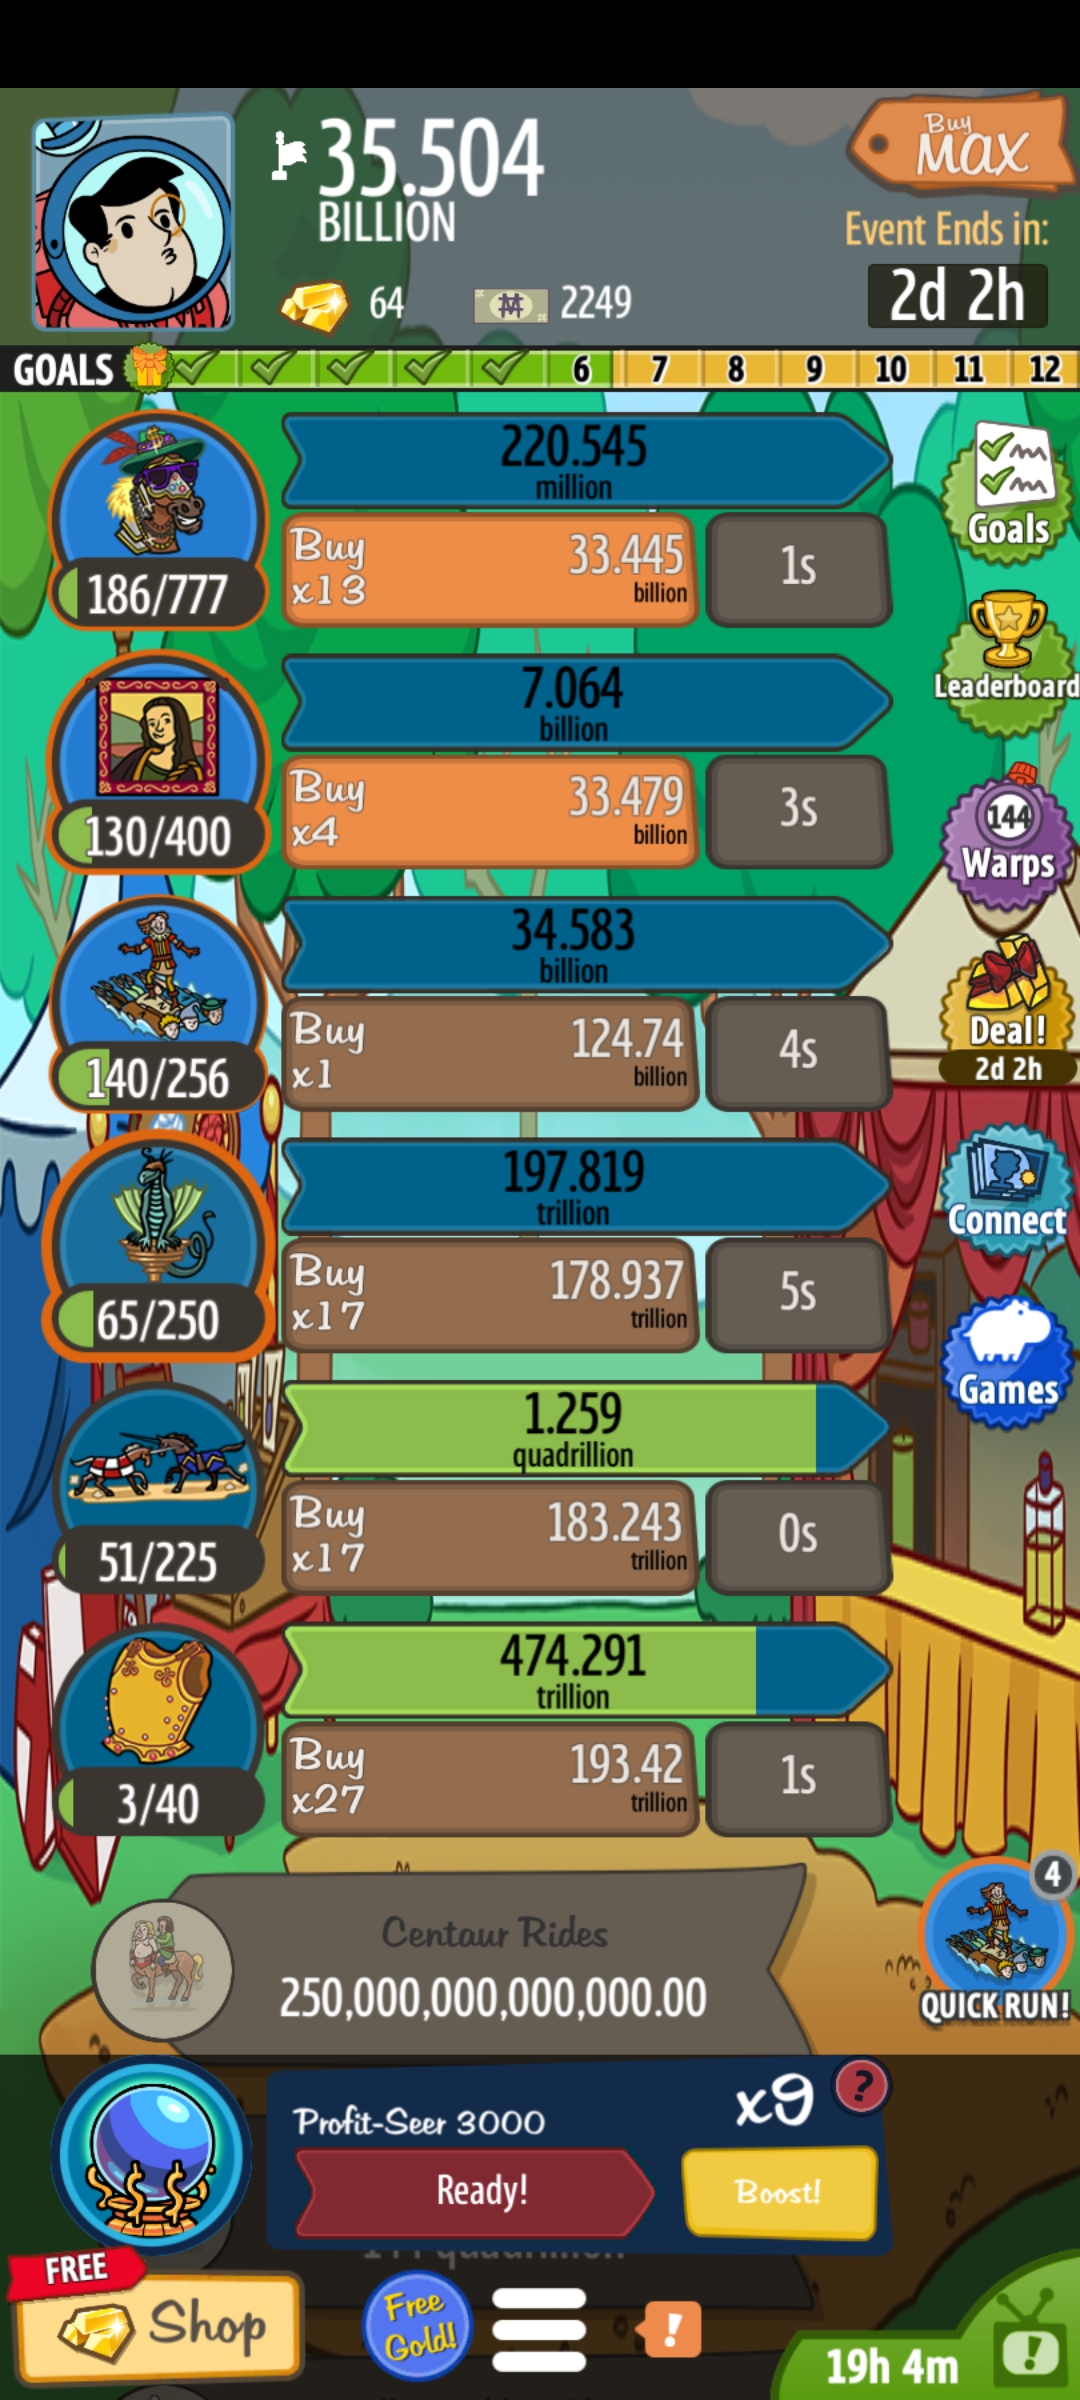 35.504
BILLION
64
2249
Buy
MAX
Event Ends in:
2d 2h
GOALS
6 7 8 9 10 11 12
220.545
million
Buy
x13
33.445
billion
1s
186/777
Goals
7.064
billion
Buy
x4
33.479
billion
3s
130/400
Leaderboard
144
Warps
34.583
billion
Buy
x1
124.74
billion
4s
140/256
Deal!
2d 2h
197.819
trillion
Buy
x17
178.937
trillion
5s
65/250
Connect
1.259
quadrillion
Buy
x17
183.243
trillion
0s
51/225
Games
474.291
trillion
Buy
x27
193.42
trillion
1s
3/40
Centaur Rides
250,000,000,000,000.00
4
QUICK RUN!
Profit-Seer 3000
x9
?
Ready!
Boost!
FREE
Shop
Free
Gold!
!
19h 4m
!